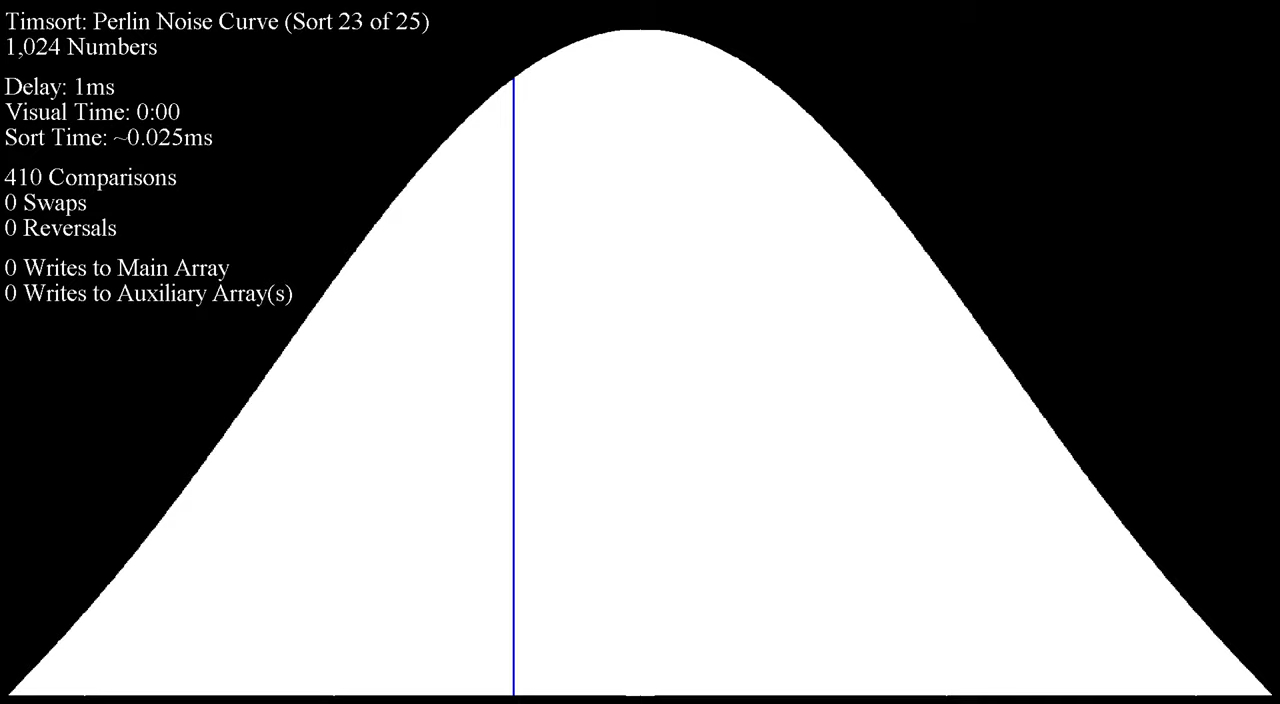 Timsort: Perlin Noise Curve (Sort 23 of 25)
1,024 Numbers
Delay: 1ms
Visual Time: 0:00
Sort Time: ~0.025ms
410 Comparisons
0 Swaps
0 Reversals
0 Writes to Main Array
0 Writes to Auxiliary Array(s)